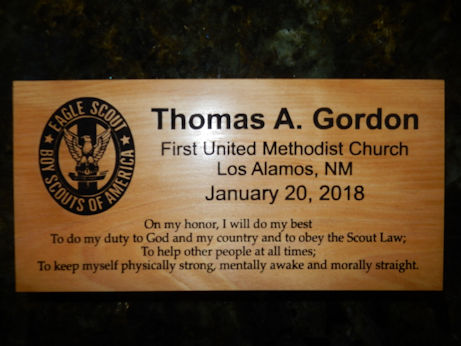 EAGLE SCOUT
BOY SCOUTS OF AMERICA
Thomas A. Gordon
First United Methodist Church
Los Alamos, NM
January 20, 2018
On my honor, I will do my best
To do my duty to God and my country and to obey the Scout Law;
To help other people at all times;
To keep myself physically strong, mentally awake and morally straight.